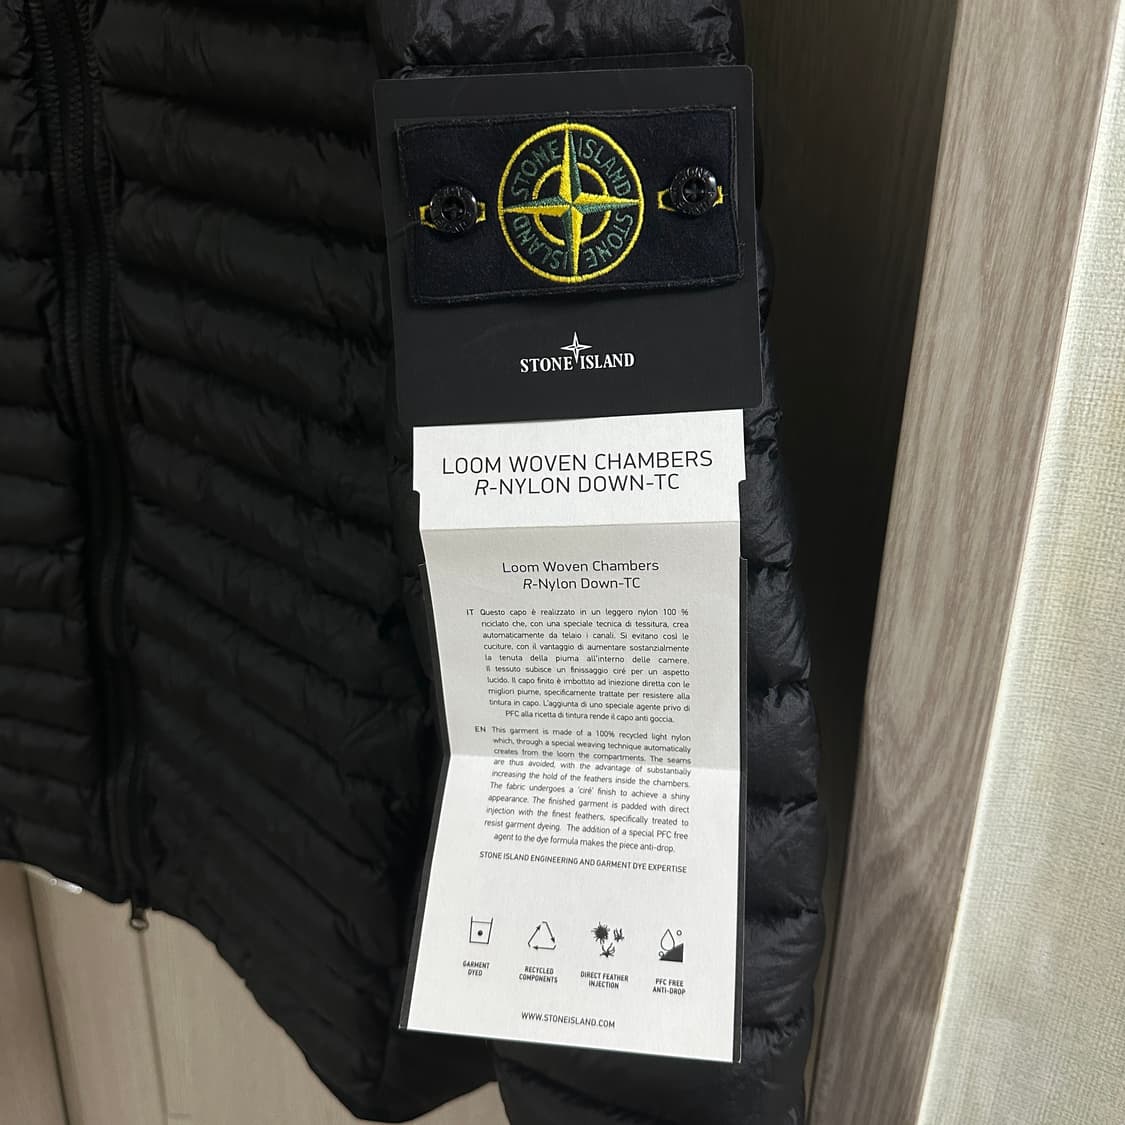 STONE ISLAND
STONE ISLAND
STONE ISLAND
LOOM WOVEN CHAMBERS
R-NYLON DOWN-TC
Loom Woven Chambers
R-Nylon Down-TC
IT Questo capo è realizzato in un leggero nylon 100 %
riciclato che, con una speciale tecnica di tessitura, crea
automaticamente da telaio i canali. Si evitano così le
cuciture, con il vantaggio di aumentare sostanzialmente
la tenuta della piuma all'interno delle camere.
Il tessuto subisce un finissaggio ciré per un aspetto
lucido. Il capo finito è imbottito ad iniezione diretta con le
migliori piume, specificamente trattate per resistere alla
tintura in capo. L'aggiunta di uno speciale agente privo di
PFC alla ricetta di tintura rende il capo anti goccia.
EN This garment is made of a 100% recycled light nylon
which, through a special weaving technique automatically
creates from the loom the compartments. The seams
are thus avoided, with the advantage of substantially
increasing the hold of the feathers inside the chambers.
The fabric undergoes a 'ciré' finish to achieve a shiny
appearance. The finished garment is padded with direct
injection with the finest feathers, specifically treated to
resist garment dyeing. The addition of a special PFC free
agent to the dye formula makes the piece anti-drop.
STONE ISLAND ENGINEERING AND GARMENT DYE EXPERTISE
GARMENT
DYED
RECYCLED
COMPONENTS
DIRECT FEATHER
INJECTION
PFC FREE
ANTI-DROP
WWW.STONEISLAND.COM